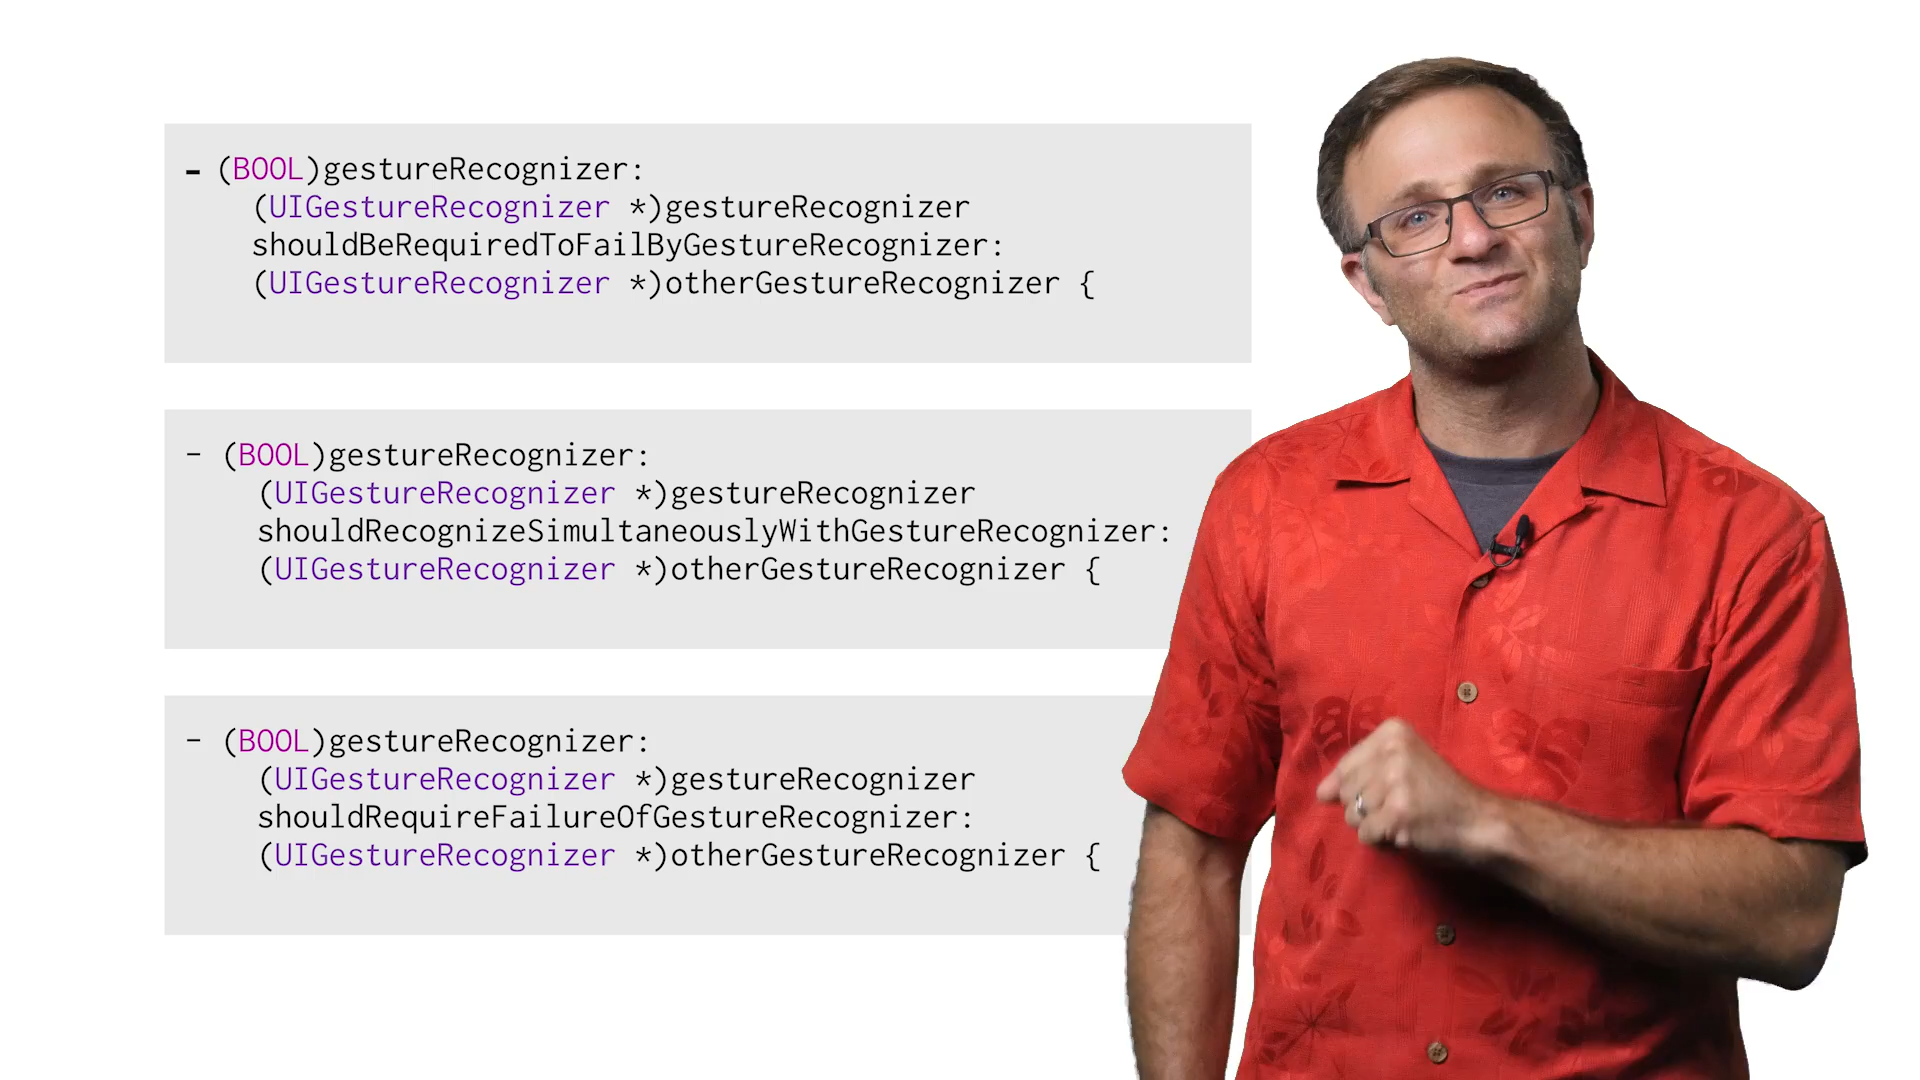 - (BOOL)gestureRecognizer:
(UIGestureRecognizer *)gestureRecognizer
shouldBeRequiredToFailByGestureRecognizer:
(UIGestureRecognizer *)otherGestureRecognizer {
- (BOOL)gestureRecognizer:
(UIGestureRecognizer *)gestureRecognizer
shouldRecognizeSimultaneouslyWithGestureRecognizer:
(UIGestureRecognizer *)otherGestureRecognizer {
- (BOOL)gestureRecognizer:
(UIGestureRecognizer *)gestureRecognizer
shouldRequireFailureOfGestureRecognizer:
(UIGestureRecognizer *)otherGestureRecognizer {